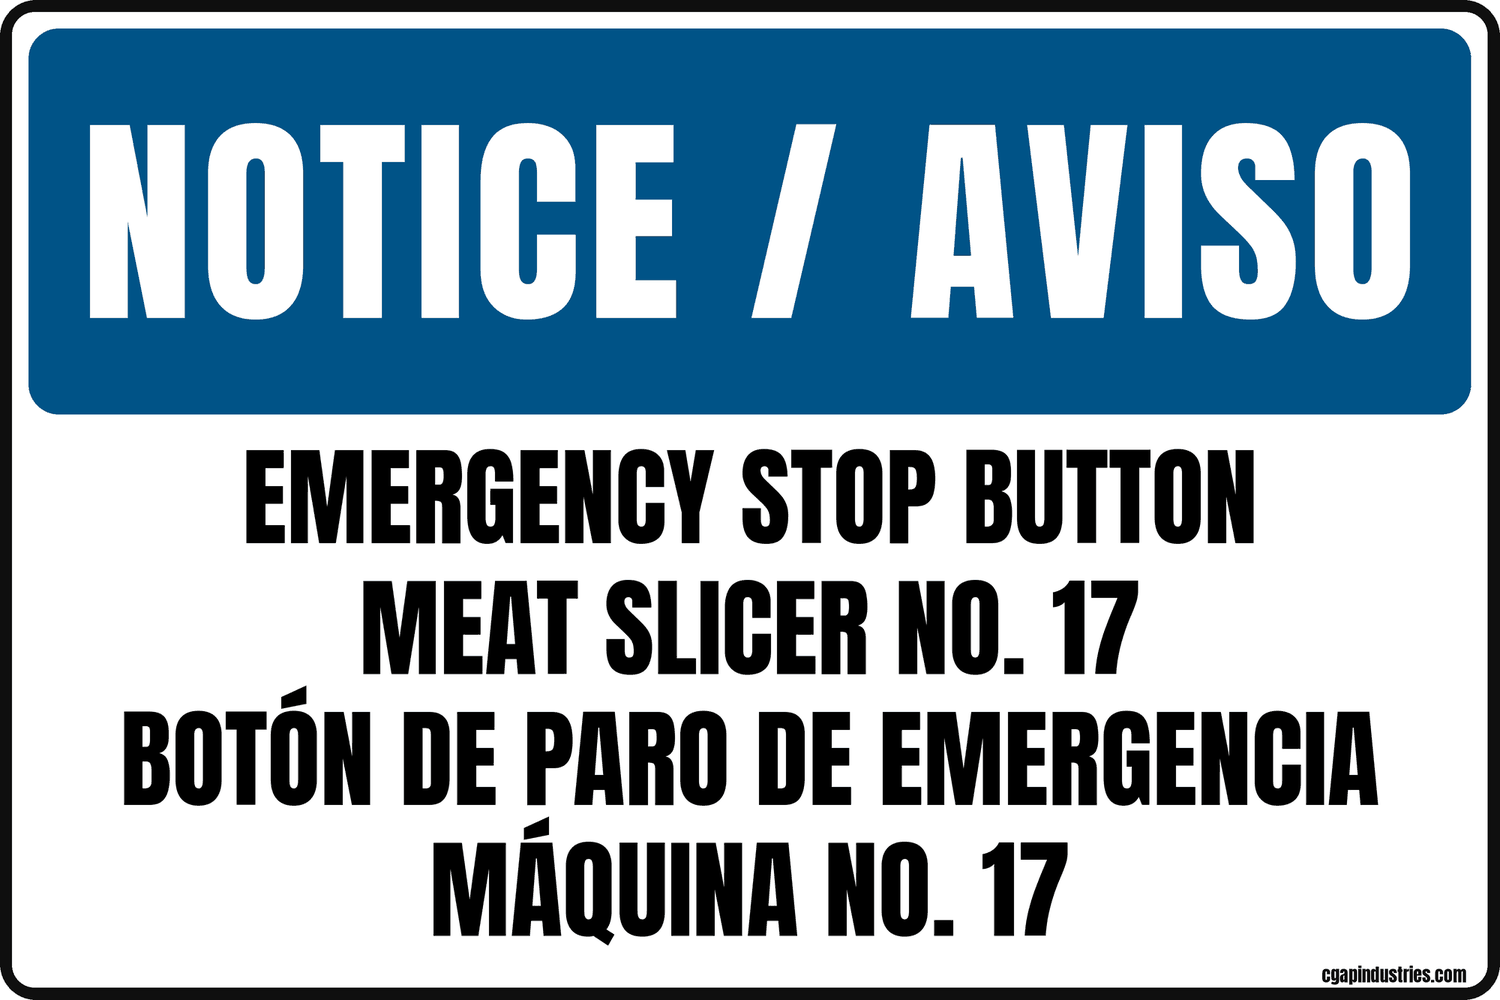 NOTICE / AVISO
EMERGENCY STOP BUTTON
MEAT SLICER NO. 17
BOTÓN DE PARO DE EMERGENCIA
MÁQUINA NO. 17
cgapindustries.com